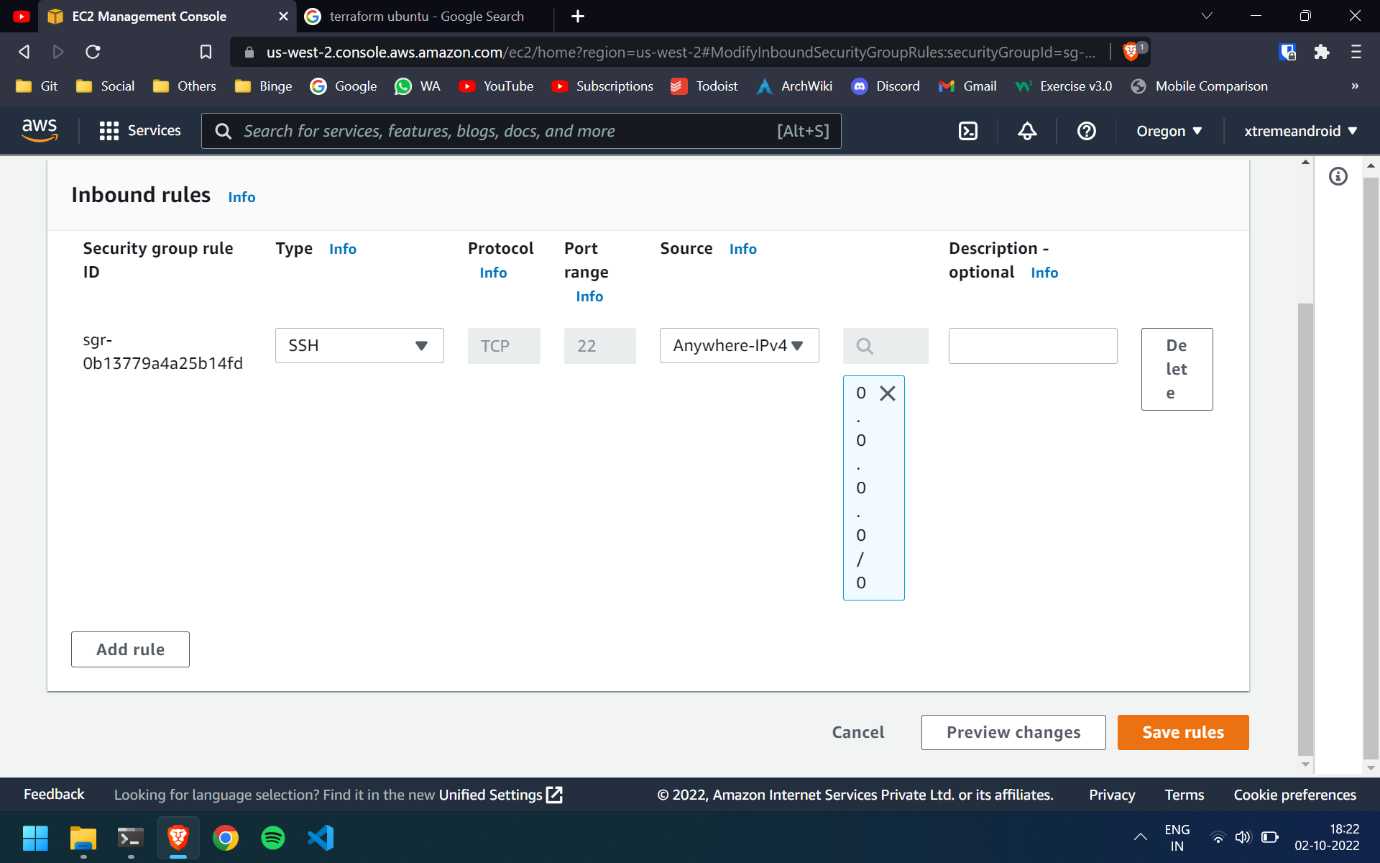 EC2 Management Console
terraform ubuntu - Google Search
us-west-2.console.aws.amazon.com/ec2/home?region=us-west-2#ModifyInboundSecurityGroupRules:securityGroupId=sg-...
1
Git
Social
Others
Binge
Google
WA
YouTube
Subscriptions
Todoist
ArchWiki
Discord
Gmail
Exercise v3.0
Mobile Comparison
»
aws
Services
Search for services, features, blogs, docs, and more
[Alt+S]
Oregon
xtremeandroid
Inbound rules Info
Security group rule
ID
Type Info
Protocol
Info
Port
range
Info
Source Info
Description -
optional Info
sgr-
0b13779a4a25b14fd
SSH
TCP
22
Anywhere-IPv4
0
.
0
.
0
.
0
/
0
De
let
e
Add rule
Cancel
Preview changes
Save rules
Feedback
Looking for language selection? Find it in the new Unified Settings
© 2022, Amazon Internet Services Private Ltd. or its affiliates.
Privacy
Terms
Cookie preferences
ENG
IN
18:22
02-10-2022